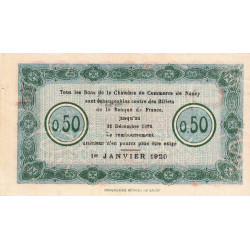 Tous les Bons de la Chambre de Commerce de Nancy
sont échangeables contre des Billets
de la Banque de France,
jusqu'au
31 Décembre
Le remboursement
ultérieur n'en pourra plus être exigé
0.50
0.50
1er JANVIER 1920